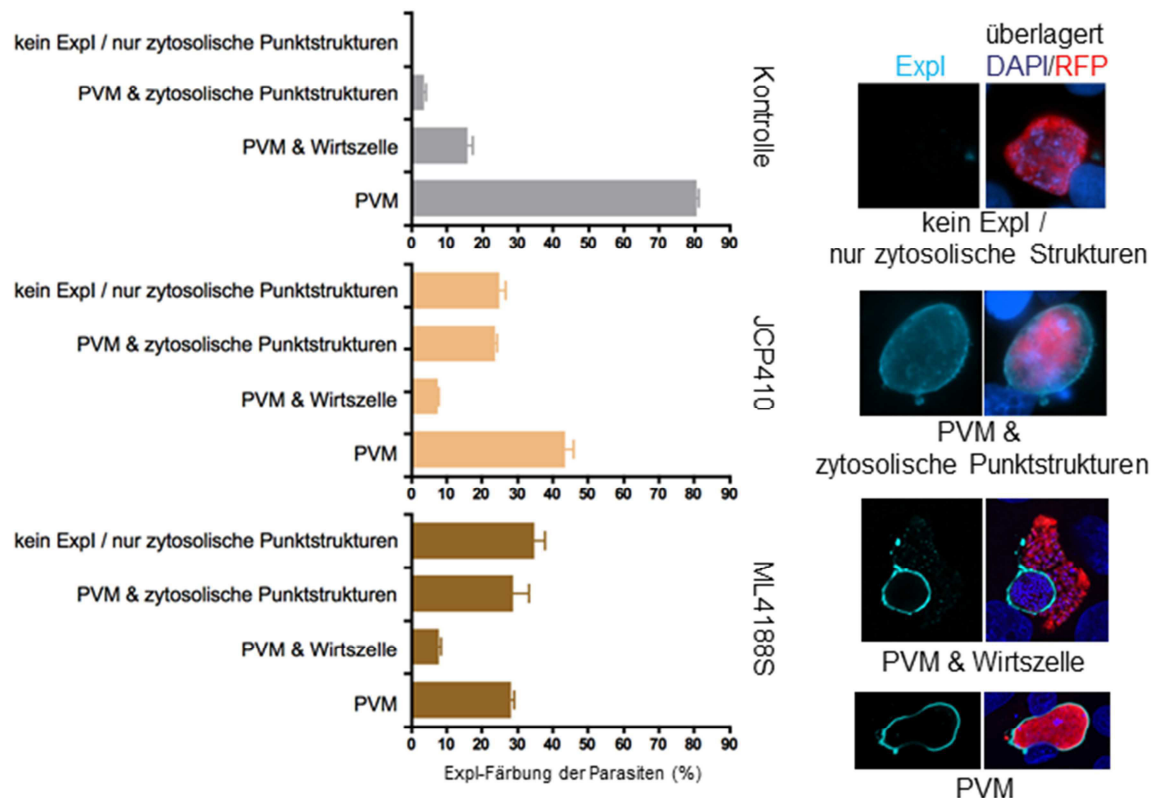 kein ExpI / nur zytosolische Punktstrukturen
PVM & zytosolische Punktstrukturen
PVM & Wirtszelle
PVM
0 10 20 30 40 50 60 70 80 90
Kontrolle
kein ExpI / nur zytosolische Punktstrukturen
PVM & zytosolische Punktstrukturen
PVM & Wirtszelle
PVM
0 10 20 30 40 50 60 70 80 90
JCP410
kein ExpI / nur zytosolische Punktstrukturen
PVM & zytosolische Punktstrukturen
PVM & Wirtszelle
PVM
0 10 20 30 40 50 60 70 80 90
ExpI-Färbung der Parasiten (%)
ML4188S
ExpI
überlagert
DAPI/RFP
kein ExpI /
nur zytosolische Strukturen
PVM &
zytosolische Punktstrukturen
PVM & Wirtszelle
PVM